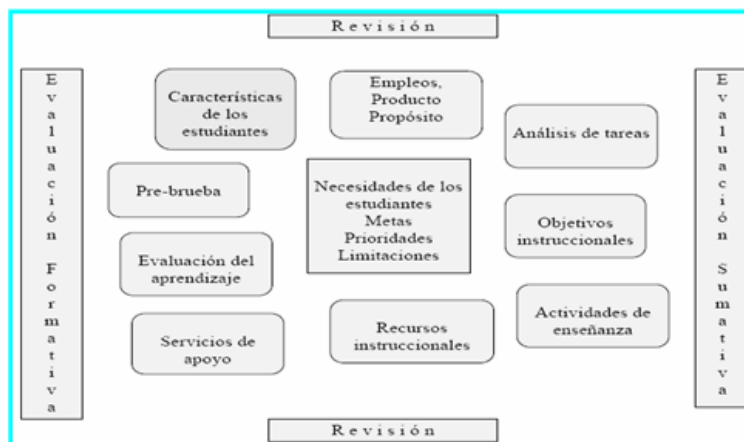 Revisión
Evaluación Formativa
Características
de los
estudiantes
Empleos,
Producto
Propósito
Análisis de tareas
Pre-brueba
Necesidades de los
estudiantes
Metas
Prioridades
Limitaciones
Objetivos
instruccionales
Evaluación del
aprendizaje
Servicios de
apoyo
Recursos
instruccionales
Actividades de
enseñanza
Evaluación Sumativa
Revisión